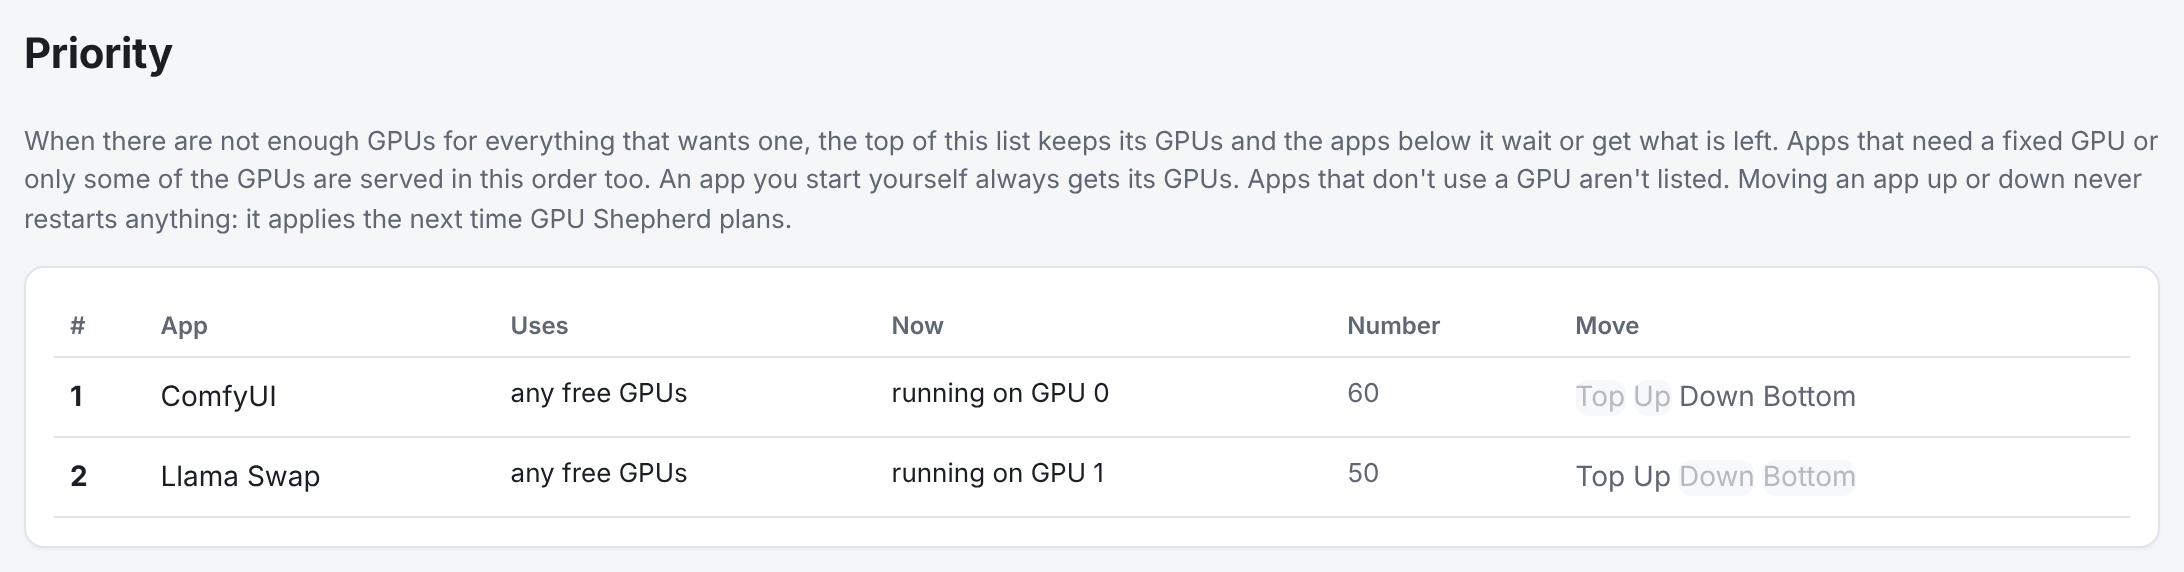 Priority
When there are not enough GPUs for everything that wants one, the top of this list keeps its GPUs and the apps below it wait or get what is left. Apps that need a fixed GPU or
only some of the GPUs are served in this order too. An app you start yourself always gets its GPUs. Apps that don't use a GPU aren't listed. Moving an app up or down never
restarts anything: it applies the next time GPU Shepherd plans.
# App Uses Now Number Move
1 ComfyUI any free GPUs running on GPU 0 60 Top Up Down Bottom
2 Llama Swap any free GPUs running on GPU 1 50 Top Up Down Bottom